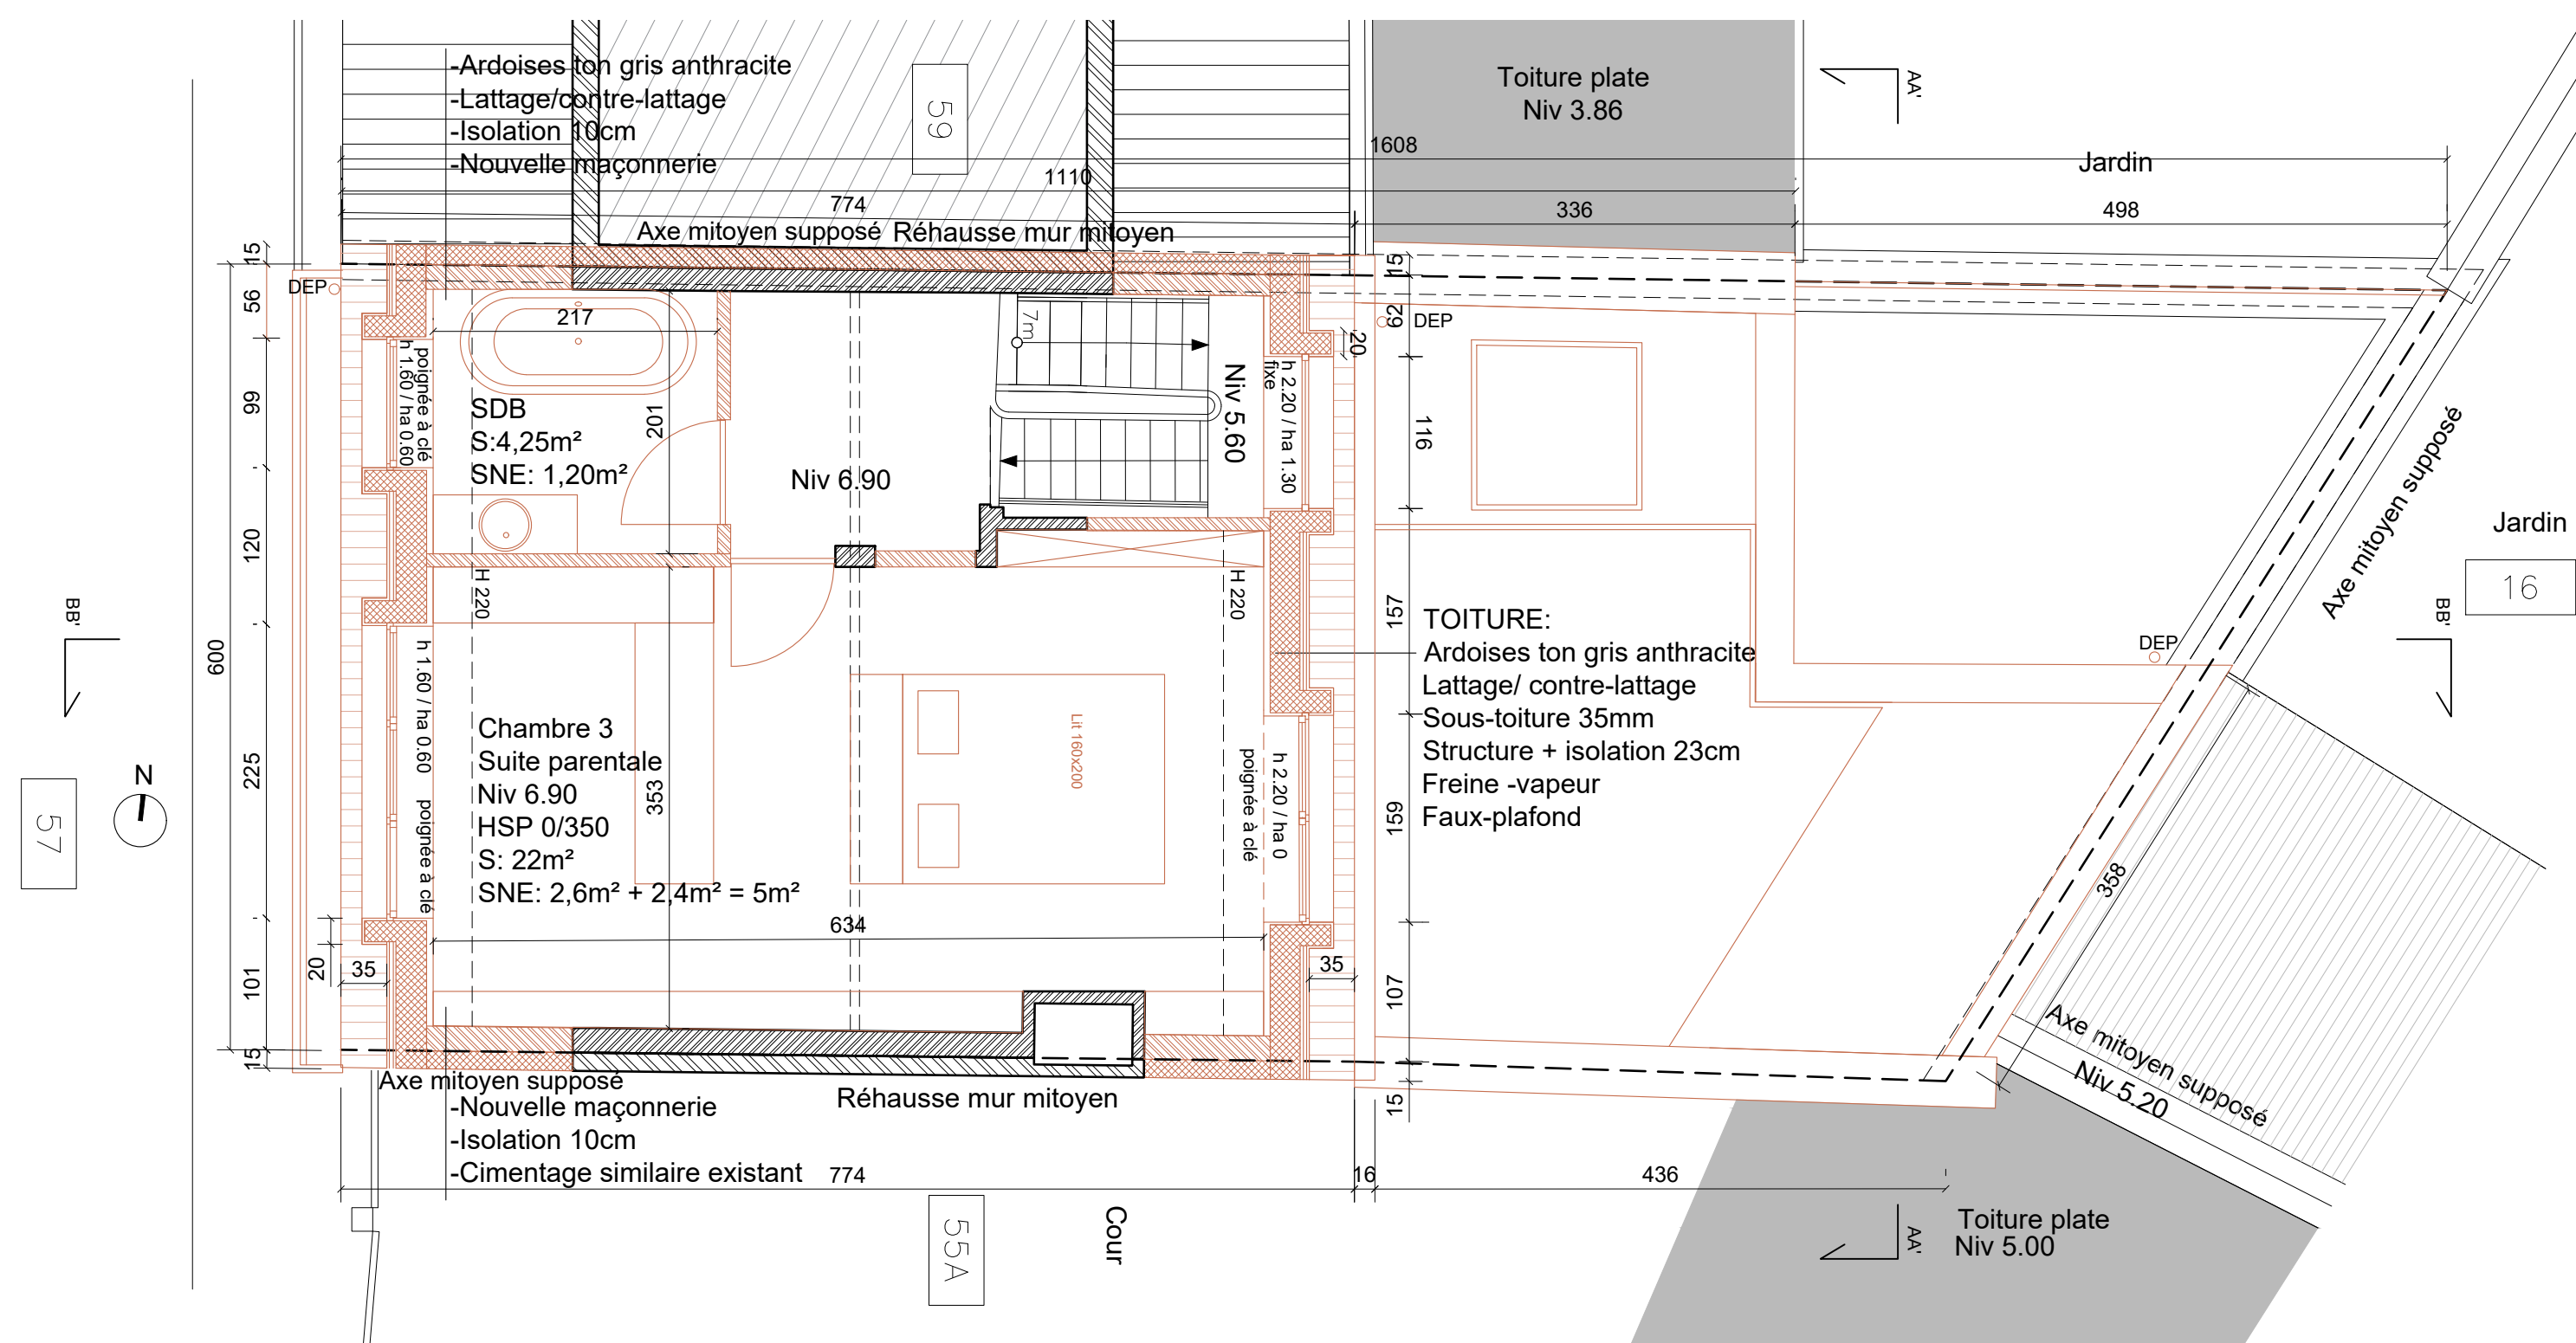 -Ardoises ton gris anthracite
-Lattage/contre-lattage
-Isolation 10cm
-Nouvelle maçonnerie
59
Toiture plate
Niv 3.86
AA'
1608
Jardin
1110
774
336
498
Axe mitoyen supposé
Réhausse mur mitoyen
15
56
99
120
225
101
15
600
DEP
217
201
SDB
S:4,25m²
SNE: 1,20m²
poignée à clé
h 1.60 / ha 0.60
Niv 6.90
7m
Niv 5.60
fixe
h 2.20 / ha 1.30
20
15
62
DEP
116
157
159
107
15
Axe mitoyen supposé
Jardin
16
BB'
BB'
H 220
H 220
TOITURE:
Ardoises ton gris anthracite
Lattage/ contre-lattage
Sous-toiture 35mm
Structure + isolation 23cm
Freine -vapeur
Faux-plafond
DEP
h 1.60 / ha 0.60
poignée à clé
Chambre 3
Suite parentale
Niv 6.90
HSP 0/350
S: 22m²
SNE: 2,6m² + 2,4m² = 5m²
353
Lit 160x200
h 2.20 / ha 0
poignée à clé
N
57
634
20
35
35
358
Axe mitoyen supposé
Niv 5.20
Axe mitoyen supposé
-Nouvelle maçonnerie
-Isolation 10cm
-Cimentage similaire existant
Réhausse mur mitoyen
774
16
436
55A
Cour
AA'
Toiture plate
Niv 5.00